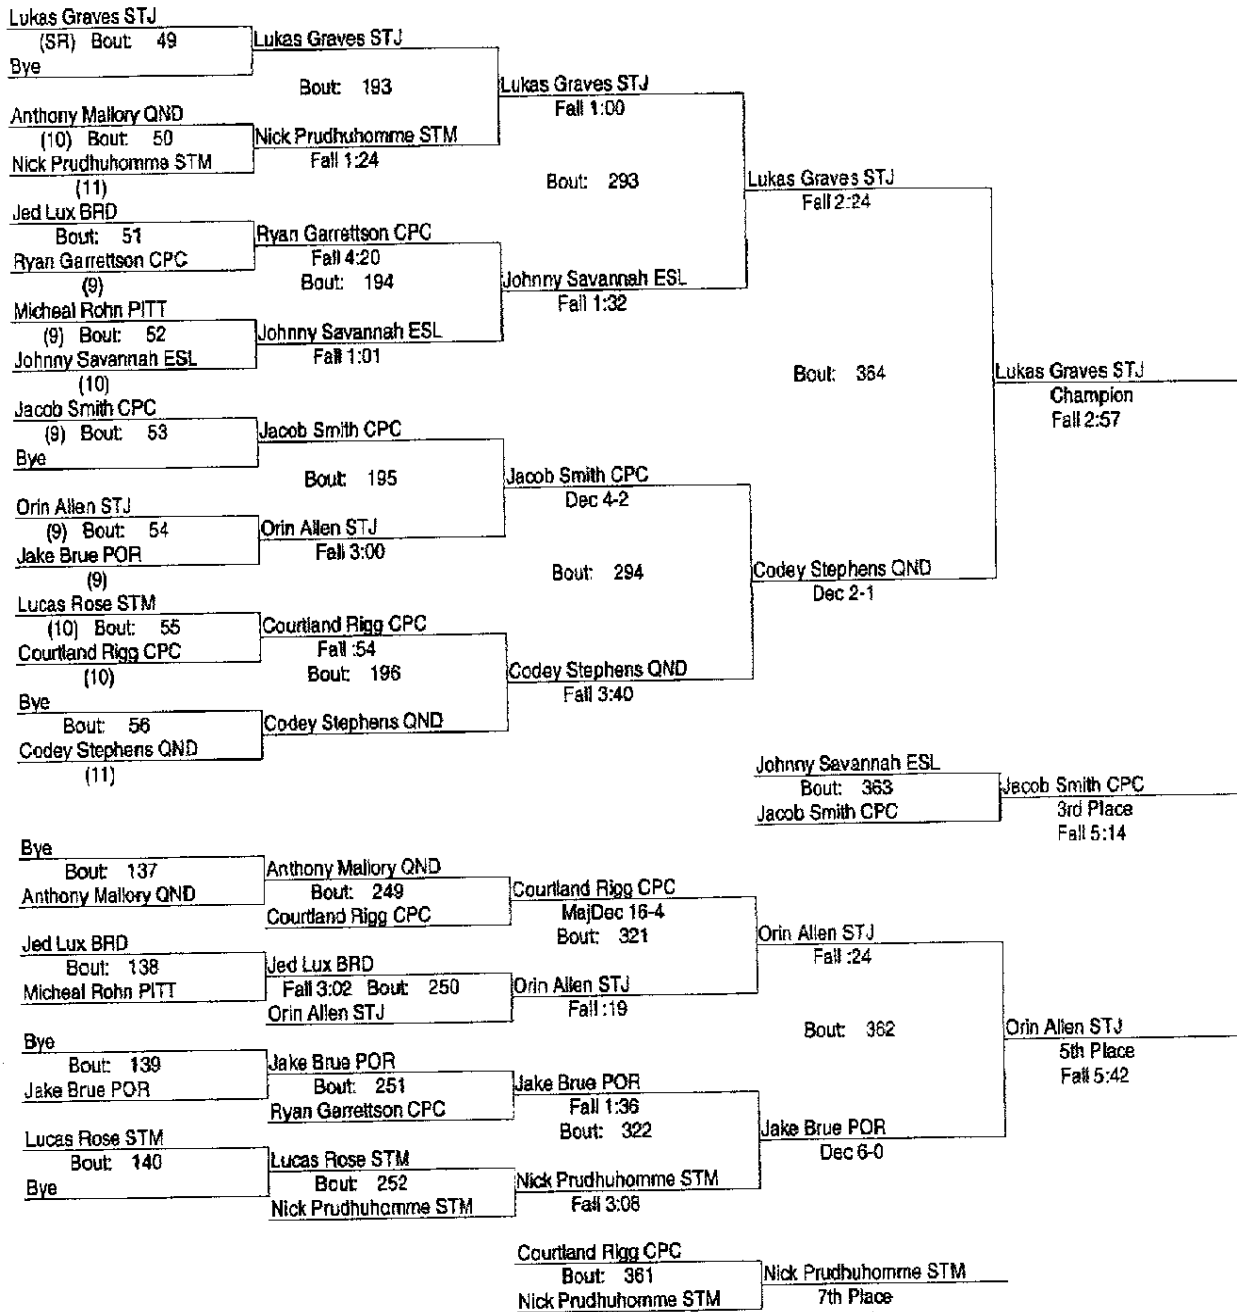 Lukas Graves STJ
(SR) Bout: 49
Bye
Lukas Graves STJ
Bout: 193
Anthony Mallory QND
(10) Bout: 50
Nick Prudhuhomme STM
(11)
Nick Prudhuhomme STM
Fall 1:24
Lukas Graves STJ
Fall 1:00
Bout: 293
Jed Lux BRD
Bout: 51
Ryan Garrettson CPC
(9)
Ryan Garrettson CPC
Fall 4:20
Bout: 194
Micheal Rohn PITT
(9) Bout: 52
Johnny Savannah ESL
(10)
Johnny Savannah ESL
Fall 1:01
Johnny Savannah ESL
Fall 1:32
Lukas Graves STJ
Fall 2:24
Bout: 364
Lukas Graves STJ
Champion
Fall 2:57
Jacob Smith CPC
(9) Bout: 53
Bye
Jacob Smith CPC
Bout: 195
Orin Allen STJ
(9) Bout: 54
Jake Brue POR
(9)
Orin Allen STJ
Fall 3:00
Jacob Smith CPC
Dec 4-2
Bout: 294
Lucas Rose STM
(10) Bout: 55
Courtland Rigg CPC
(10)
Courtland Rigg CPC
Fall :54
Bout: 196
Bye
Bout: 56
Codey Stephens QND
(11)
Codey Stephens QND
Codey Stephens QND
Fall 3:40
Codey Stephens QND
Dec 2-1
Johnny Savannah ESL
Bout: 363
Jacob Smith CPC
Jacob Smith CPC
3rd Place
Fall 5:14
Bye
Bout: 137
Anthony Mallory QND
Anthony Mallory QND
Bout: 249
Courtland Rigg CPC
Courtland Rigg CPC
MajDec 16-4
Bout: 321
Jed Lux BRD
Bout: 138
Micheal Rohn PITT
Jed Lux BRD
Fall 3:02 Bout: 250
Orin Allen STJ
Orin Allen STJ
Fall :19
Orin Allen STJ
Fall :24
Bout: 362
Orin Allen STJ
5th Place
Fall 5:42
Bye
Bout: 139
Jake Brue POR
Jake Brue POR
Bout: 251
Ryan Garrettson CPC
Jake Brue POR
Fall 1:36
Bout: 322
Lucas Rose STM
Bout: 140
Bye
Lucas Rose STM
Bout: 252
Nick Prudhuhomme STM
Nick Prudhuhomme STM
Fall 3:08
Jake Brue POR
Dec 6-0
Courtland Rigg CPC
Bout: 361
Nick Prudhuhomme STM
Nick Prudhuhomme STM
7th Place